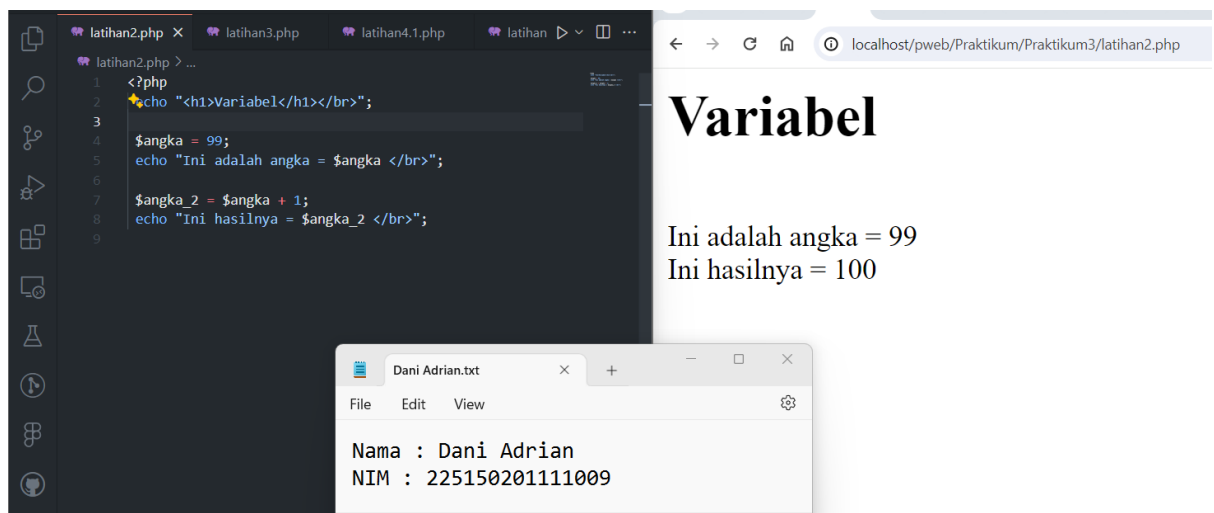 latihan2.php
latihan3.php
latihan4.1.php
latihan
latihan2.php > ...
1 <?php
2 echo "<h1>Variabel</h1></br>";
3
4 $angka = 99;
5 echo "Ini adalah angka = $angka </br>";
6
7 $angka_2 = $angka + 1;
8 echo "Ini hasilnya = $angka_2 </br>";
9
localhost/pweb/Praktikum/Praktikum3/latihan2.php
Variabel
Ini adalah angka = 99
Ini hasilnya = 100
Dani Adrian.txt
File Edit View
Nama : Dani Adrian
NIM : 225150201111009